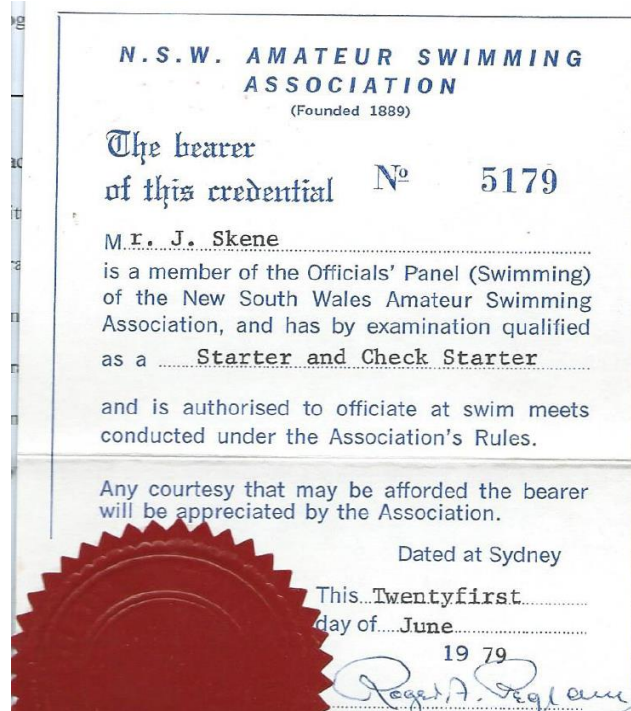 N.S.W. AMATEUR SWIMMING
ASSOCIATION
(Founded 1889)
The bearer
of this credential No 5179
Mr. J. Skene
is a member of the Officials' Panel (Swimming)
of the New South Wales Amateur Swimming
Association, and has by examination qualified
as a Starter and Check Starter
and is authorised to officiate at swim meets
conducted under the Association's Rules.
Any courtesy that may be afforded the bearer
will be appreciated by the Association.
Dated at Sydney
This Twentyfirst
day of June
1979
Roger A. Peglaum